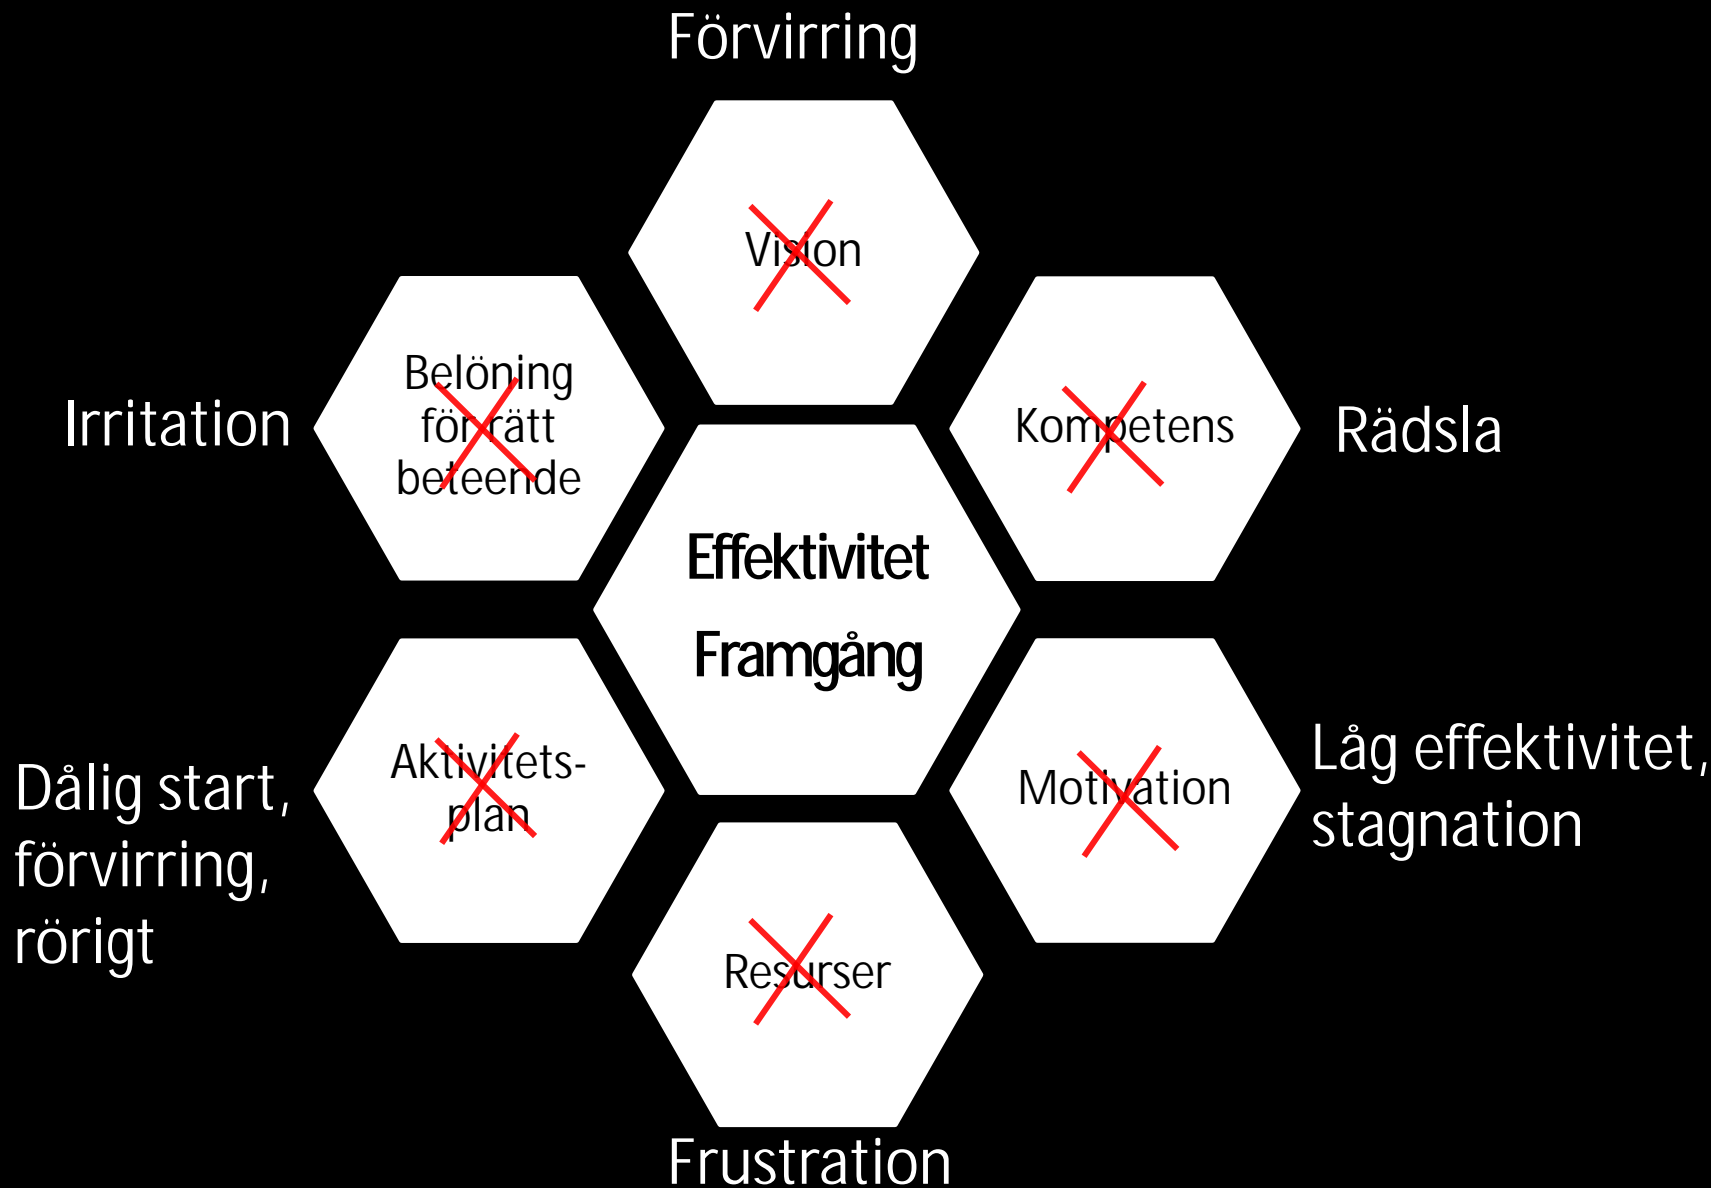 Förvirring
Vision
Belöning
för rätt
beteende
Irritation
Kompetens
Rädsla
Effektivitet
Framgång
Aktivitets-
plan
Dålig start,
förvirring,
rörigt
Motivation
Låg effektivitet,
stagnation
Resurser
Frustration